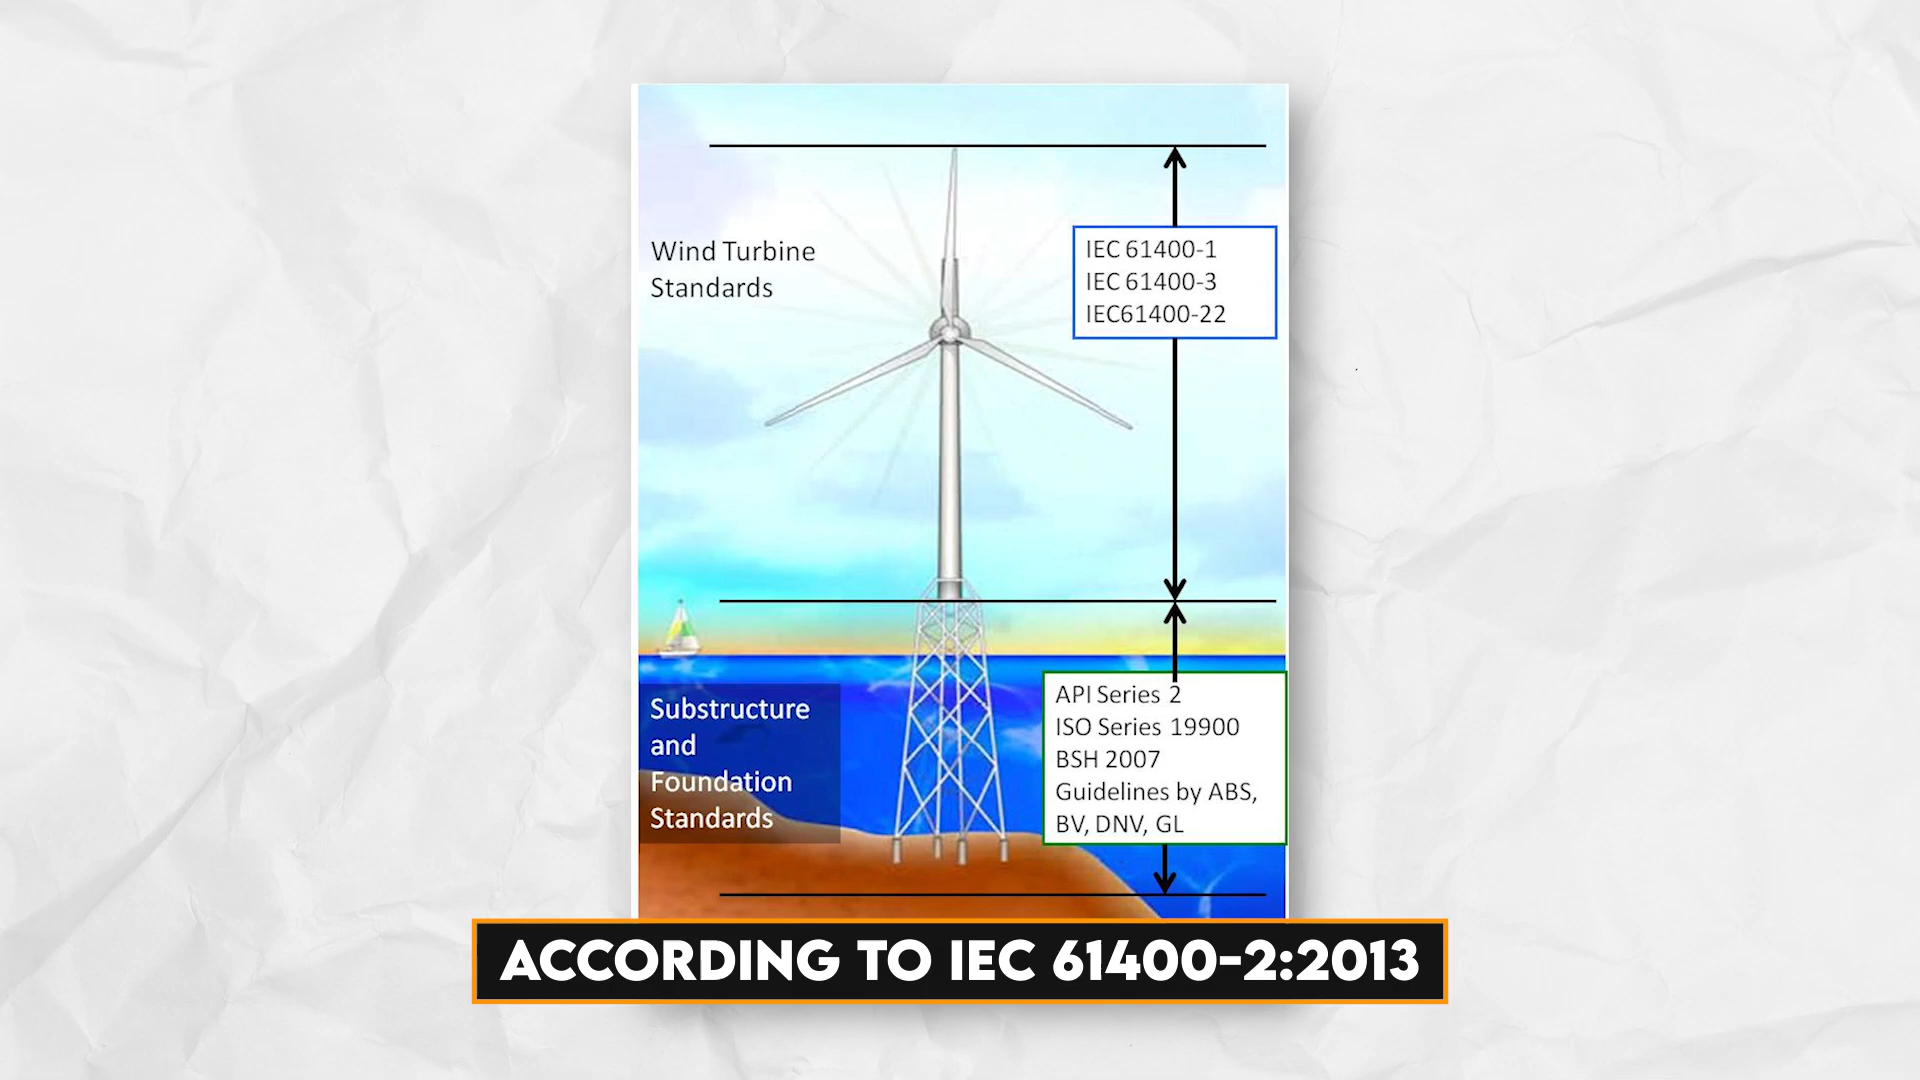 Wind Turbine
Standards
IEC 61400-1
IEC 61400-3
IEC61400-22
Substructure
and
Foundation
Standards
API Series 2
ISO Series 19900
BSH 2007
Guidelines by ABS,
BV, DNV, GL
ACCORDING TO IEC 61400-2:2013